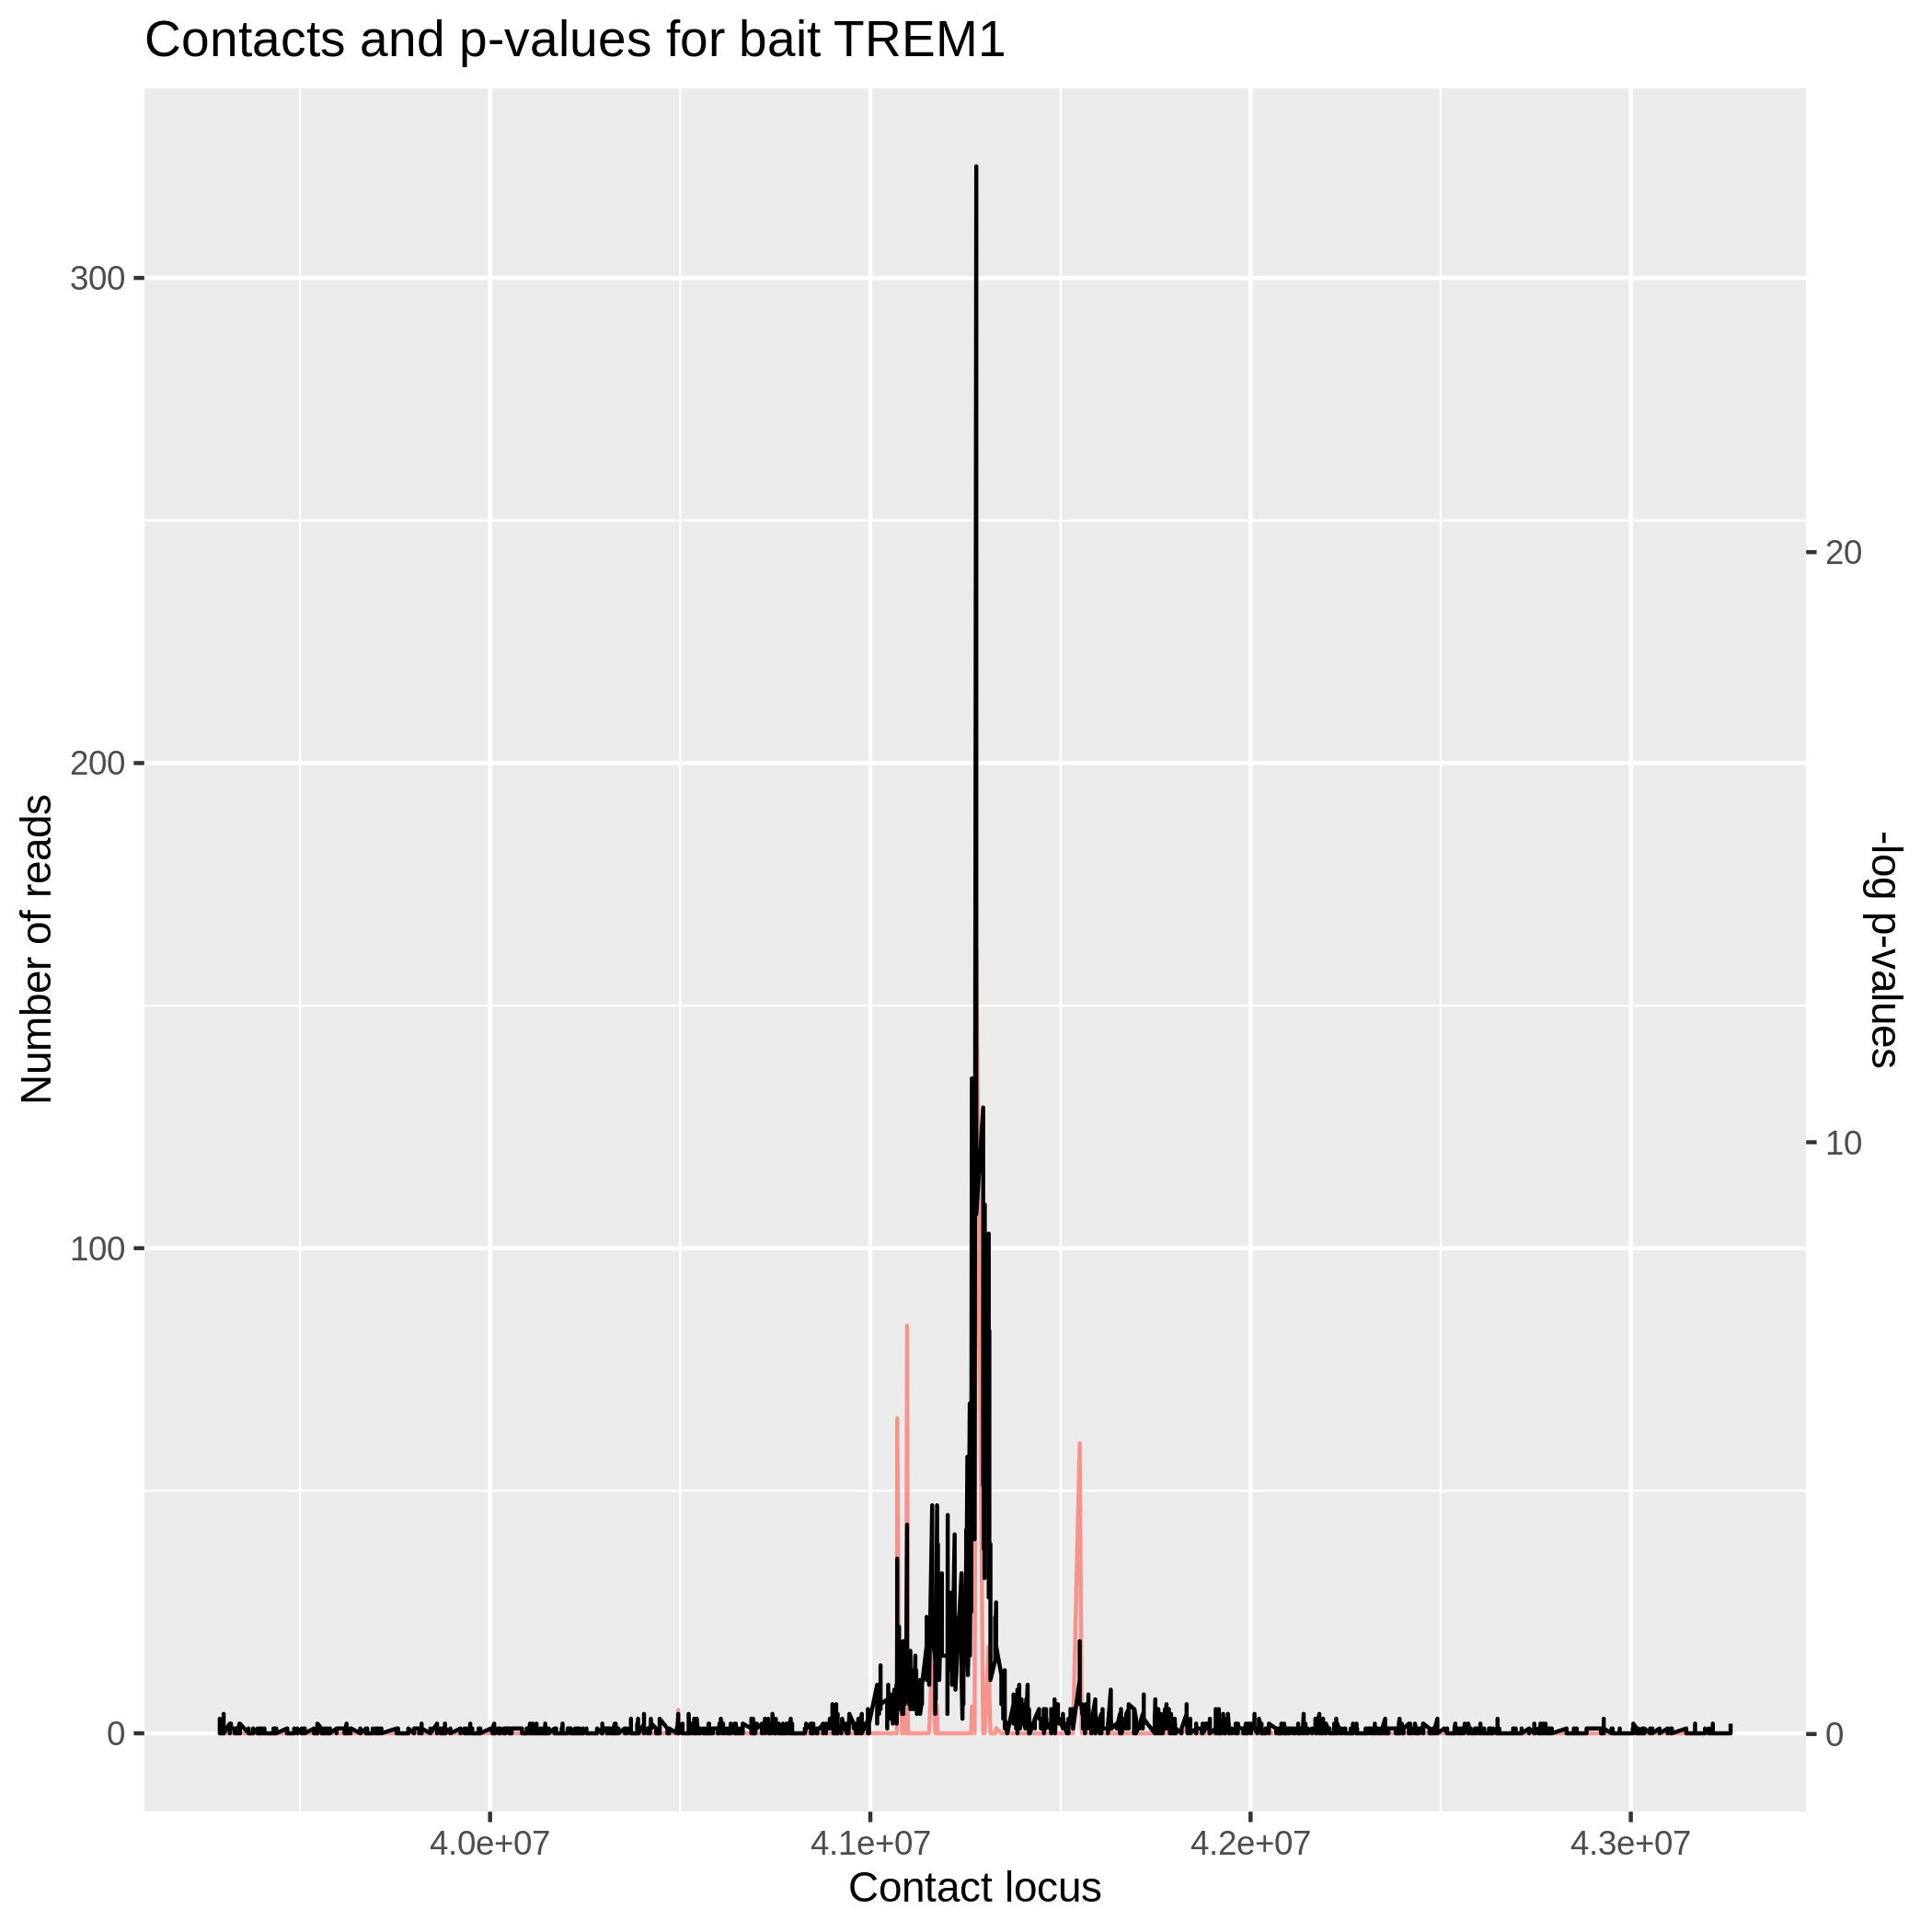 Contacts and p-values for bait TREM1
300
200
100
0
Number of reads
20
10
0
-log p-values
4.0e+07
4.1e+07
4.2e+07
4.3e+07
Contact locus